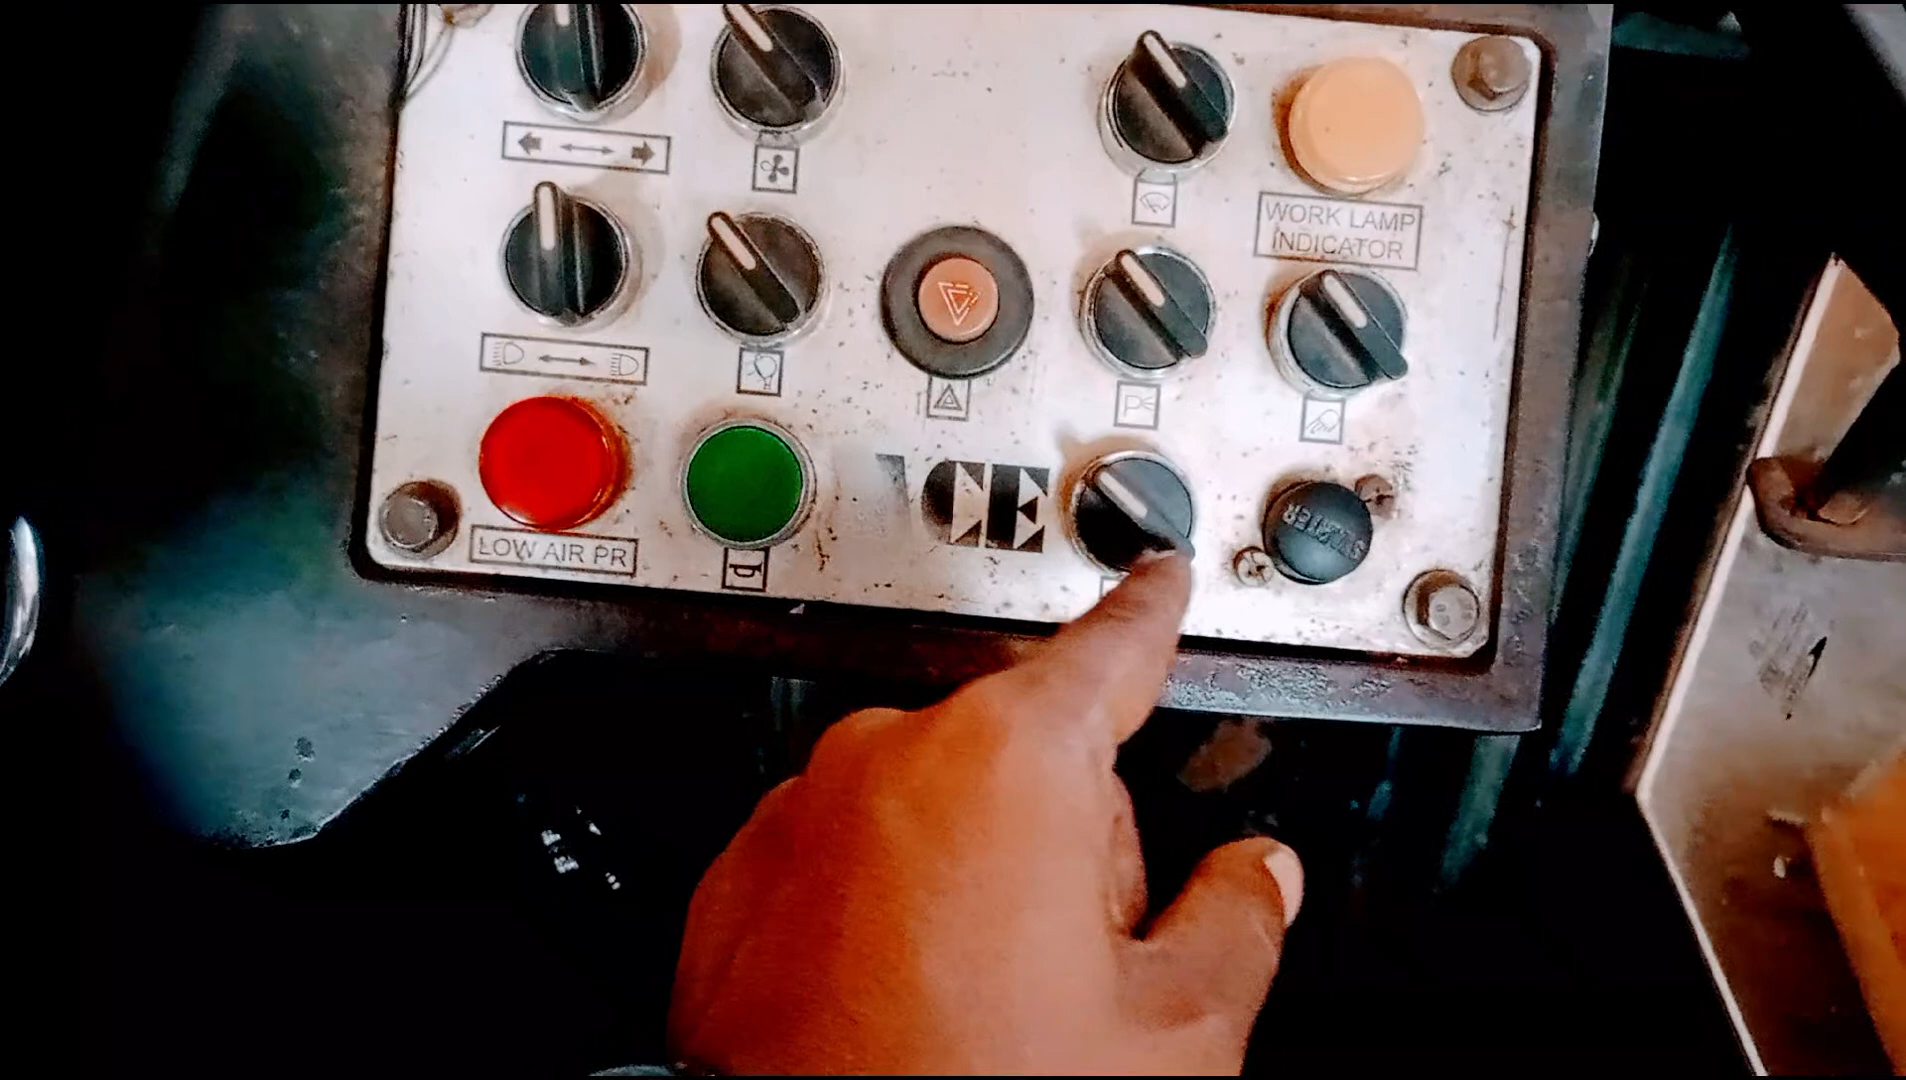 WORK LAMP
INDICATOR
P
ACE
STARTER
LOW AIR PR